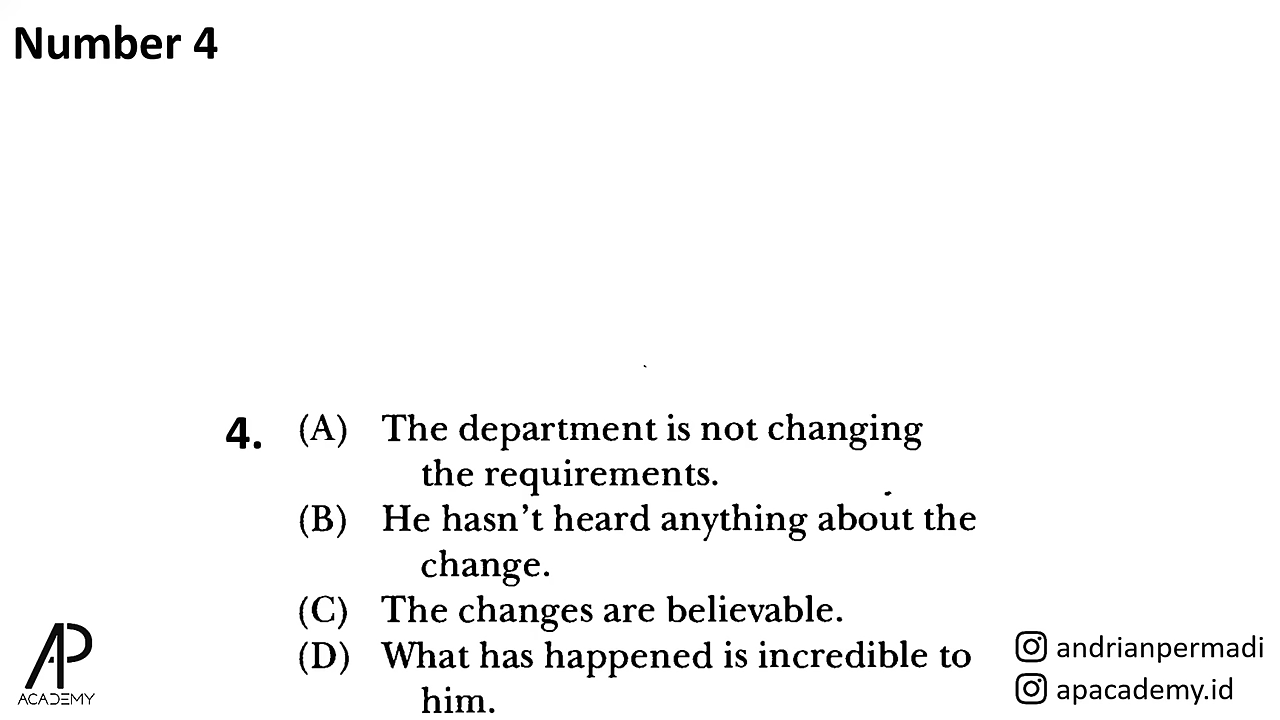 Number 4
4. (A) The department is not changing
the requirements.
(B) He hasn't heard anything about the
change.
(C) The changes are believable.
(D) What has happened is incredible to
him.
AP
ACADEMY
andrianpermadi
apacademy.id